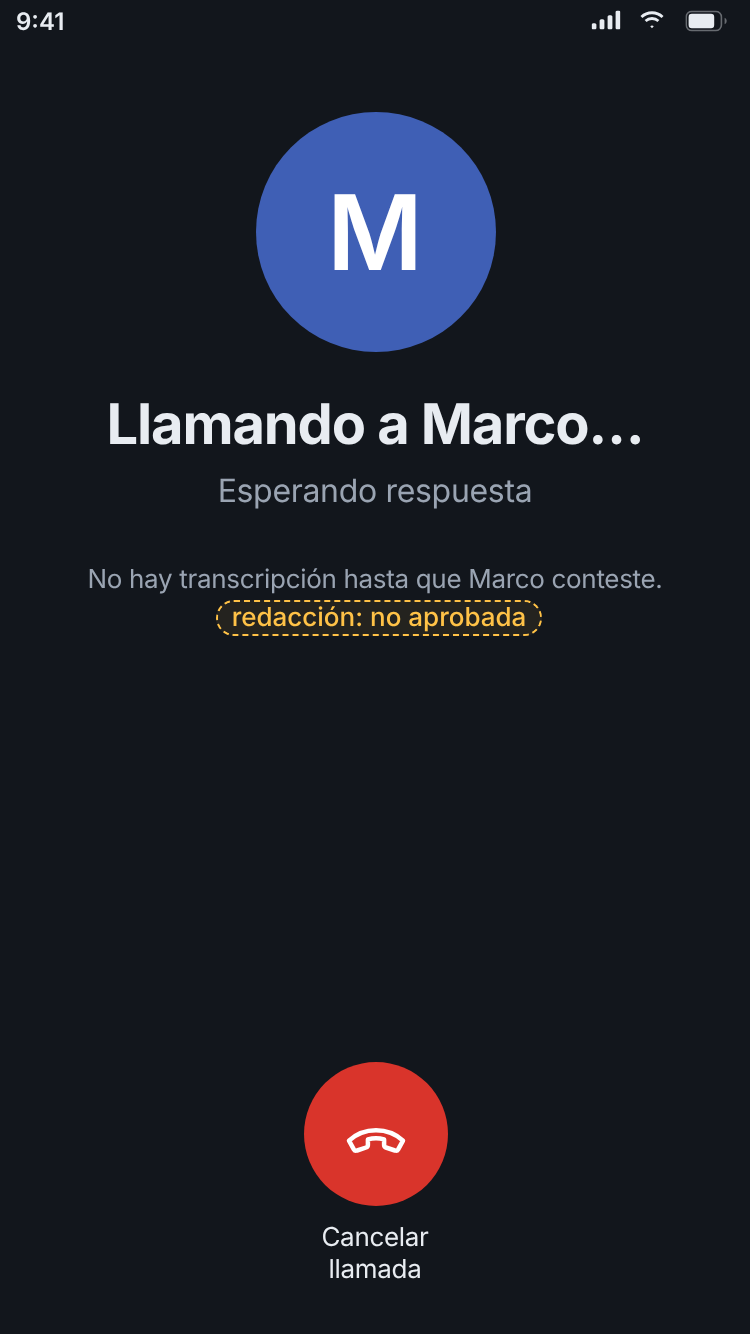 9:41
M
Llamando a Marco...
Esperando respuesta
No hay transcripción hasta que Marco conteste.
redacción: no aprobada
Cancelar
llamada